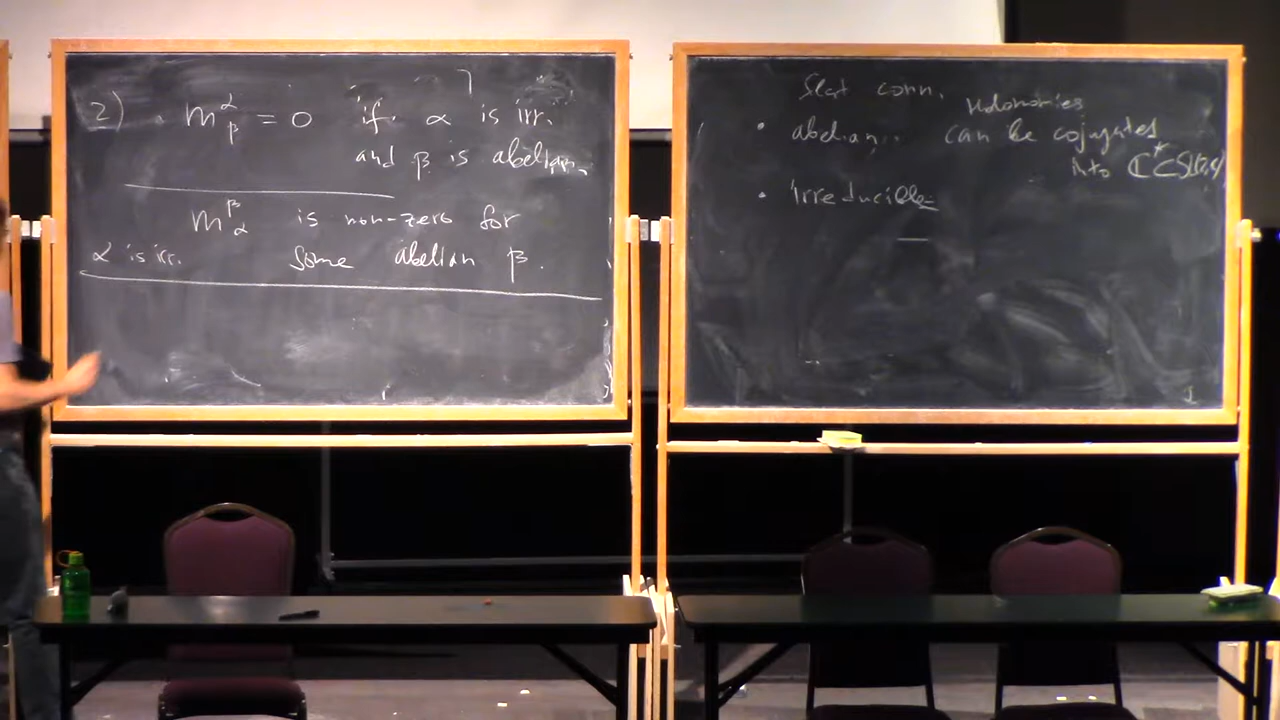 2) . m^α_β = 0 if. α is irr.
and β is abelian.
m^β_α is non-zero for
α is irr. some abelian β.
flat conn.
• abelian.. Holonomies can be cojugated
into ℂ^* ⊂ SL(2,ℂ)
• irreducible